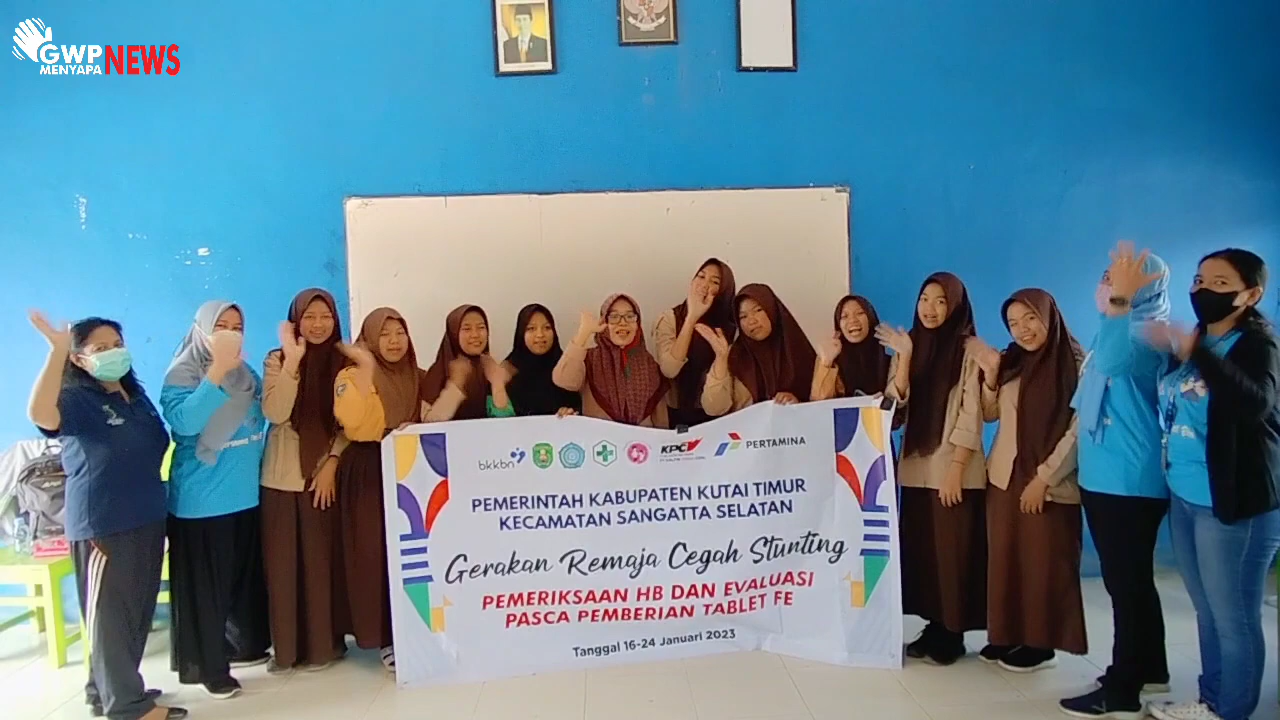 GWP NEWS
MENYAPA
bkkbn
KPC
PERTAMINA
PEMERINTAH KABUPATEN KUTAI TIMUR
KECAMATAN SANGATTA SELATAN
Gerakan Remaja Cegah Stunting
PEMERIKSAAN HB DAN EVALUASI
PASCA PEMBERIAN TABLET FE
Tanggal 16-24 Januari 2023